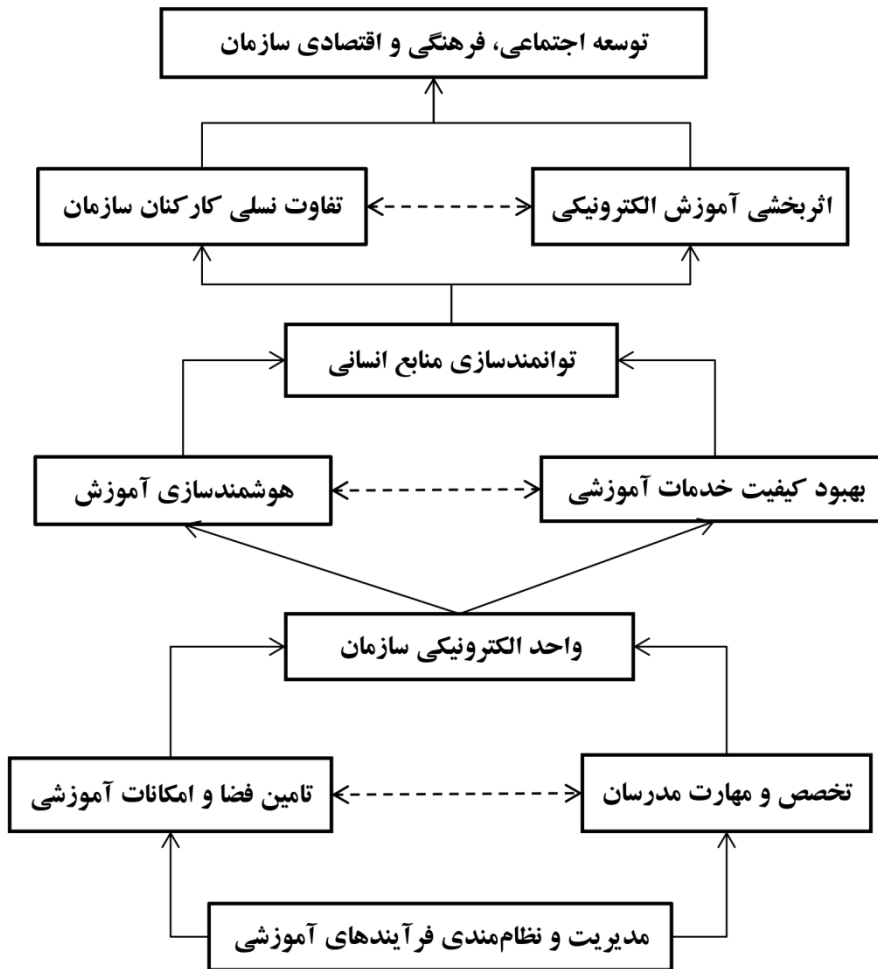 توسعه اجتماعی، فرهنگی و اقتصادی سازمان
اثربخشی آموزش الکترونیکی
تفاوت نسلی کارکنان سازمان
توانمندسازی منابع انسانی
بهبود کیفیت خدمات آموزشی
هوشمندسازی آموزش
واحد الکترونیکی سازمان
تخصص و مهارت مدرسان
تامین فضا و امکانات آموزشی
مدیریت و نظام‌مندی فرآیندهای آموزشی